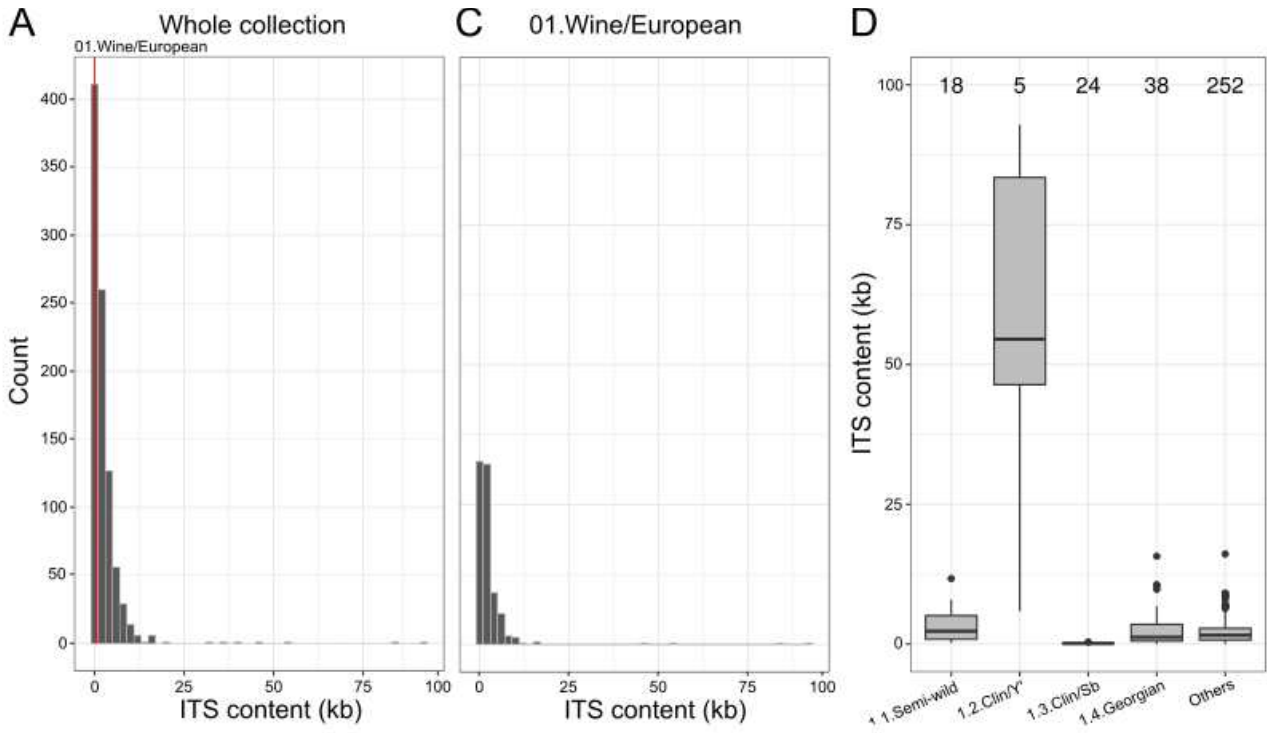 A
Whole collection
01.Wine/European
400
350
300
250
200
150
100
50
0
Count
0
25
50
75
100
ITS content (kb)
C
01.Wine/European
0
25
50
75
100
ITS content (kb)
D
18
5
24
38
252
100
75
50
25
0
ITS content (kb)
1.1.Semi-wild
1.2.Clin/Y'
1.3.Clin/Sb
1.4.Georgian
Others